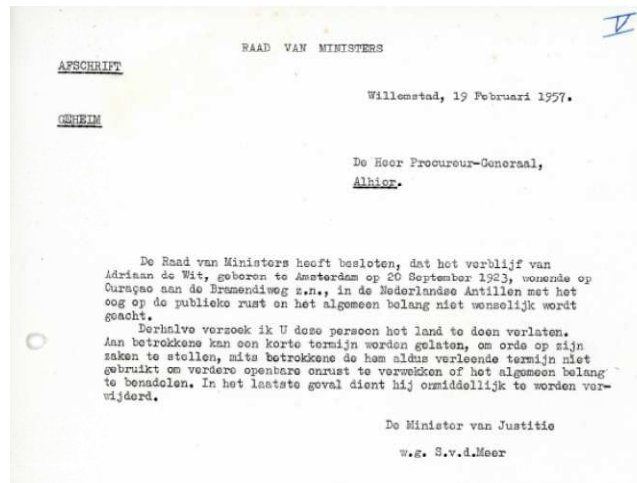 V
RAAD VAN MINISTERS
AFSCHRIFT
Willemstad, 19 Februari 1957.
GEHEIM
De Heer Procureur-Generaal,
Alhier.
De Raad van Ministers heeft besloten, dat het verblijf van
Adriaan de Wit, geboren te Amsterdam op 20 September 1923, wonende op
Curaçao aan de Bramendiweg z.n., in de Nederlandse Antillen met het
oog op de publieke rust en het algemeen belang niet wenselijk wordt
geacht.
Derhalve verzoek ik U deze persoon het land te doen verlaten.
Aan betrokkene kan een korte termijn worden gelaten, om orde op zijn
zaken te stellen, mits betrokkene de hem aldus verleende termijn niet
gebruikt om verdere openbare onrust te verwekken of het algemeen belang
te benadelen. In het laatste geval dient hij onmiddellijk te worden ver-
wijderd.
De Minister van Justitie
w.g. S.v.d.Meer